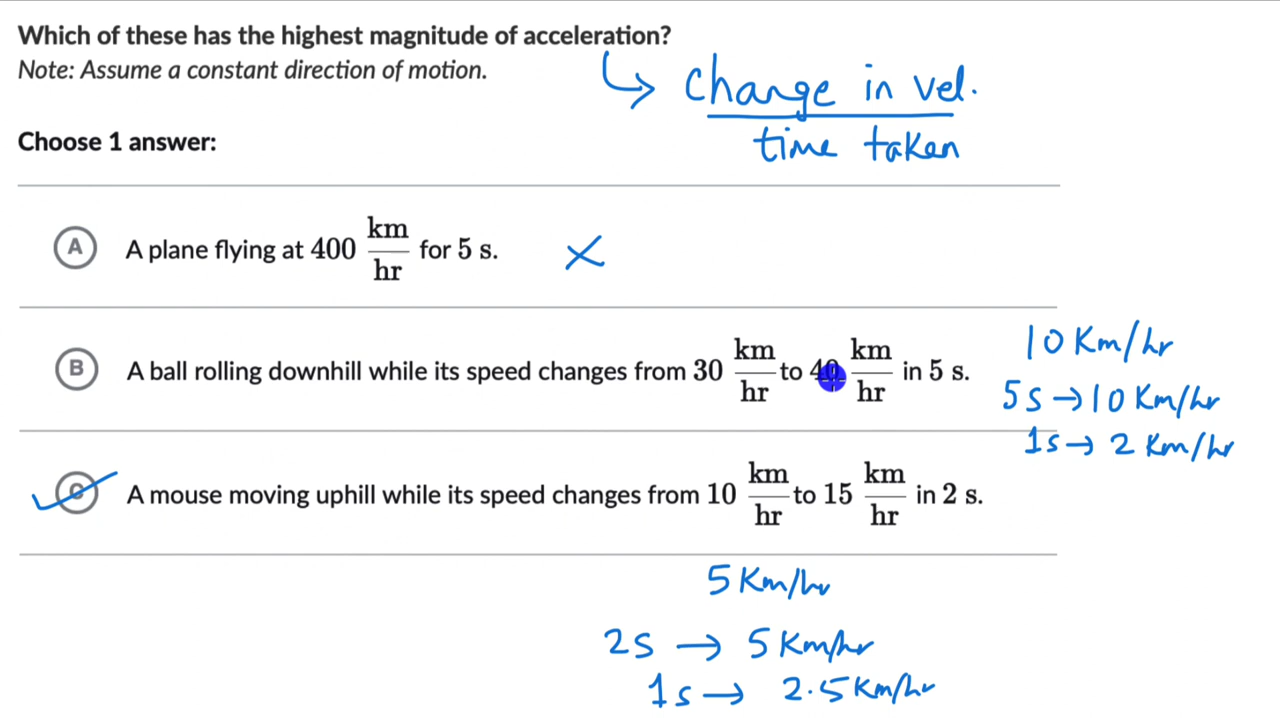 Which of these has the highest magnitude of acceleration?
Note: Assume a constant direction of motion.
change in vel.
time taken
Choose 1 answer:
A A plane flying at 400 km/hr for 5 s.
B A ball rolling downhill while its speed changes from 30 km/hr to 40 km/hr in 5 s.
10 Km/hr
5s → 10 Km/hr
1s → 2 Km/hr
C A mouse moving uphill while its speed changes from 10 km/hr to 15 km/hr in 2 s.
5 Km/hr
2s → 5 Km/hr
1s → 2.5 Km/hr